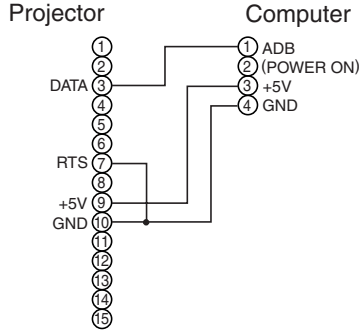 Projector Computer
1 1 ADB
2 2 (POWER ON)
DATA 3 3 +5V
4 4 GND
5
6
RTS 7
8
+5V 9
GND 10
11
12
13
14
15